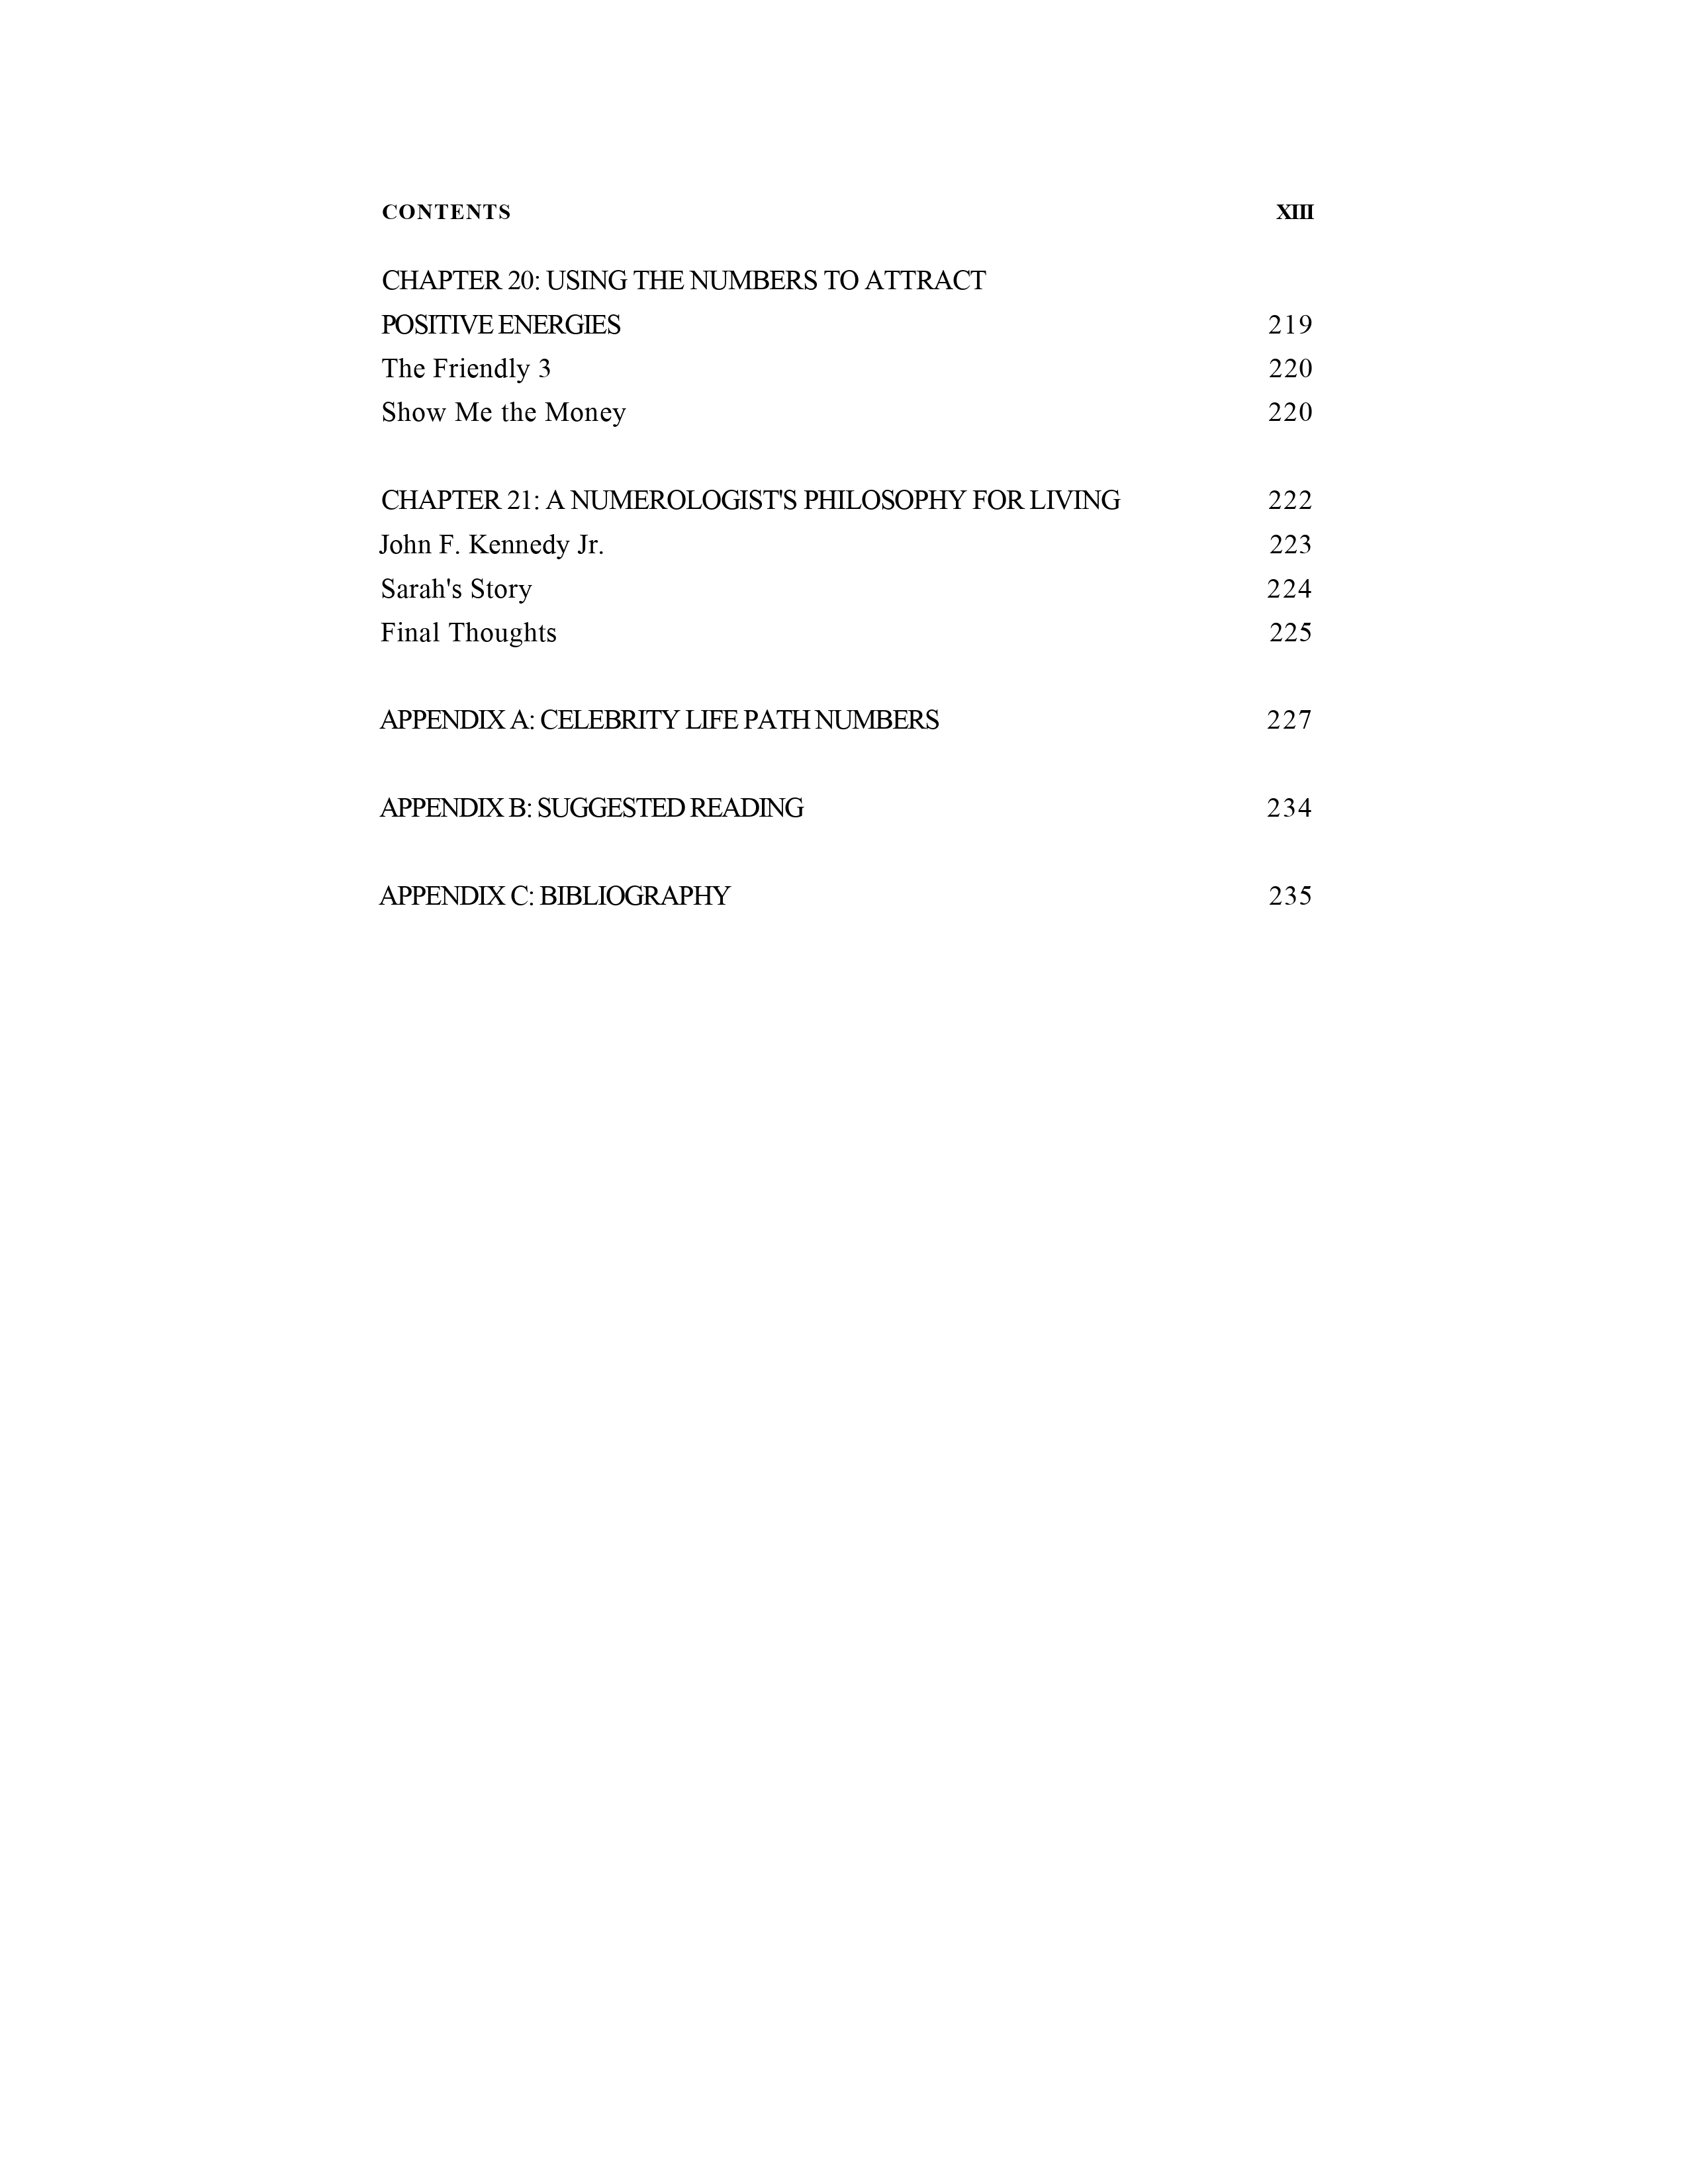 CONTENTS XIII
CHAPTER 20: USING THE NUMBERS TO ATTRACT
POSITIVE ENERGIES 219
The Friendly 3 220
Show Me the Money 220
CHAPTER 21: A NUMEROLOGIST'S PHILOSOPHY FOR LIVING 222
John F. Kennedy Jr. 223
Sarah's Story 224
Final Thoughts 225
APPENDIX A: CELEBRITY LIFE PATH NUMBERS 227
APPENDIX B: SUGGESTED READING 234
APPENDIX C: BIBLIOGRAPHY 235